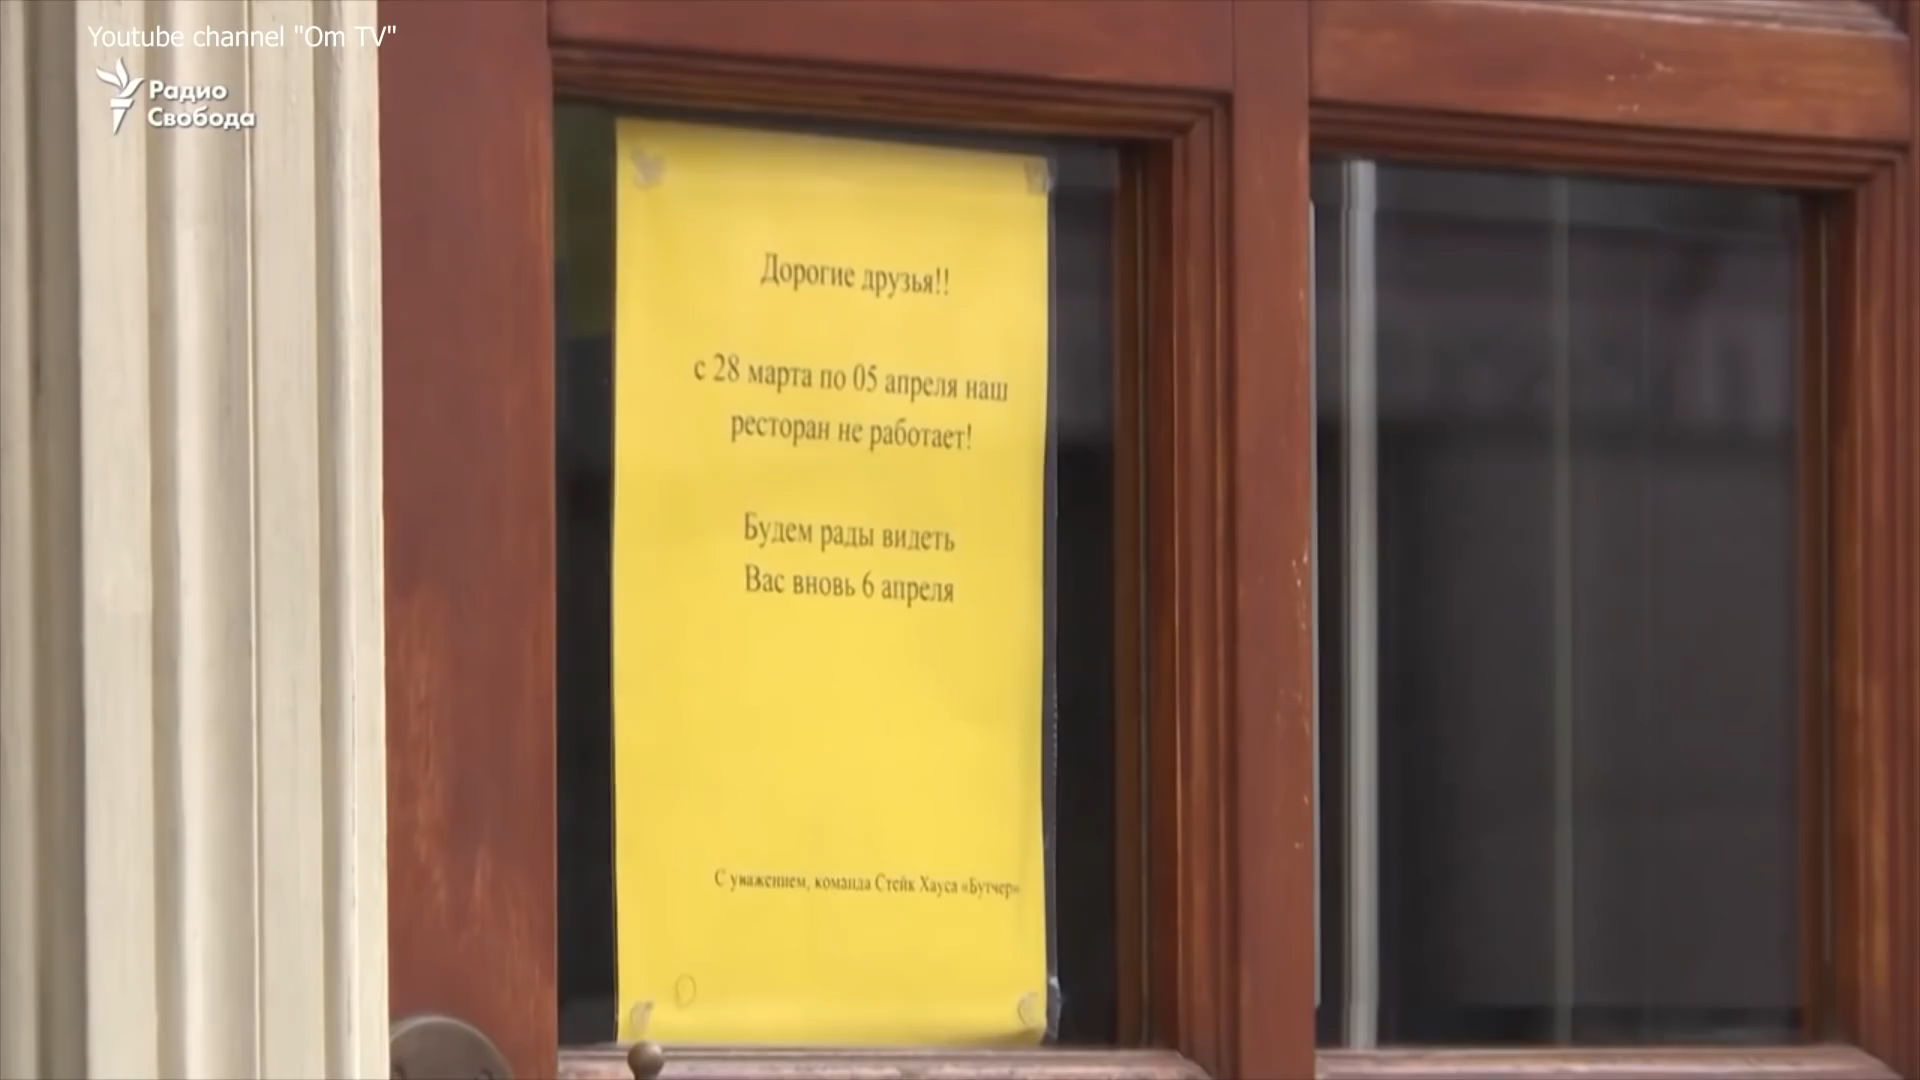 Youtube channel "Om TV"
Радио
Свобода
Дорогие друзья!!
с 28 марта по 05 апреля наш
ресторан не работает!
Будем рады видеть
Вас вновь 6 апреля
С уважением, команда Стейк Хауса «Бутчер»